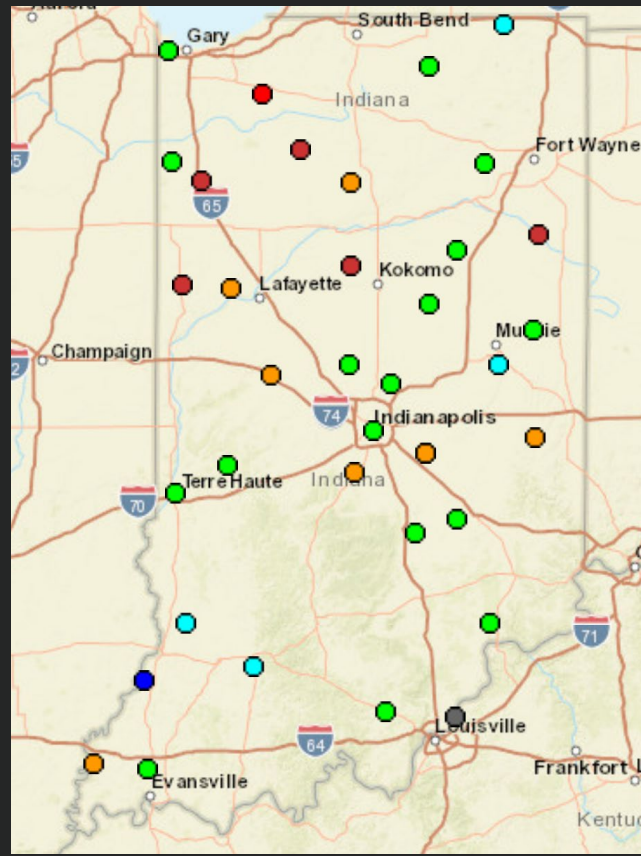 South Bend
Gary
Indiana
Fort Wayne
65
Kokomo
Lafayette
Champaign
74
Indianapolis
Terre Haute
Indiana
70
71
Louisville
64
Frankfort
Evansville